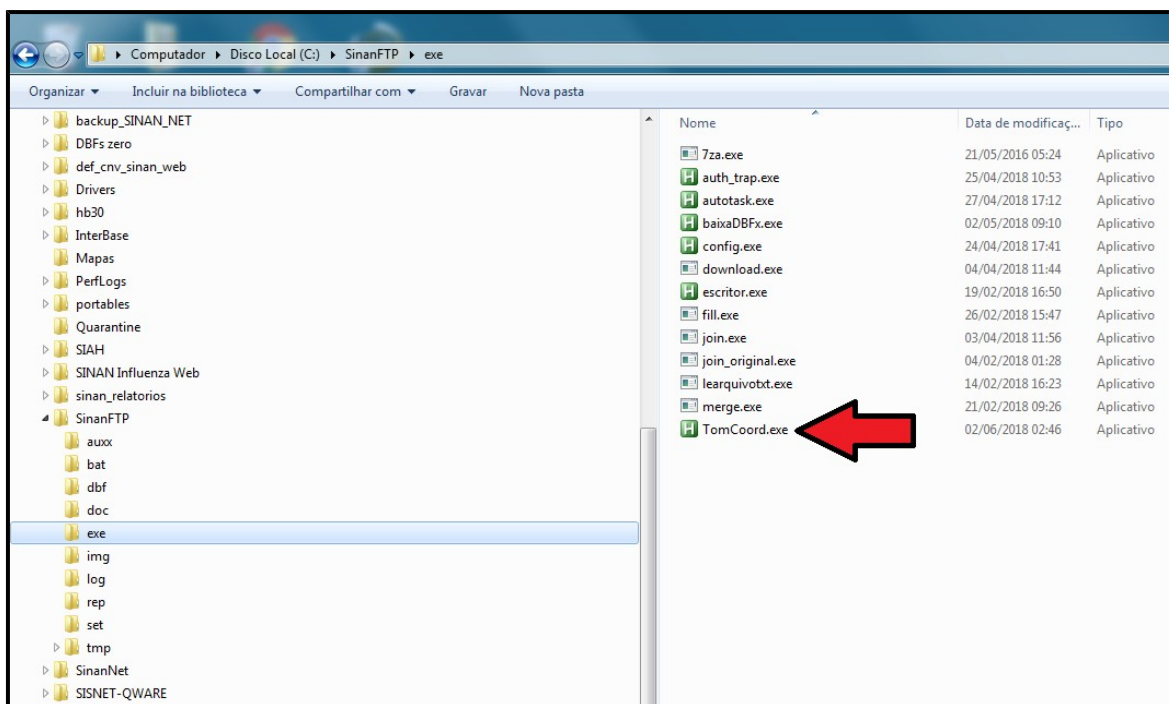 Computador Disco Local (C:) SinanFTP exe
Organizar Incluir na biblioteca Compartilhar com Gravar Nova pasta
backup_SINAN_NET
DBFs zero
def_cnv_sinan_web
Drivers
hb30
InterBase
Mapas
PerfLogs
portables
Quarantine
SIAH
SINAN Influenza Web
sinan_relatorios
SinanFTP
auxx
bat
dbf
doc
exe
img
log
rep
set
tmp
SinanNet
SISNET-QWARE
Nome Data de modificaç... Tipo
7za.exe 21/05/2016 05:24 Aplicativo
auth_trap.exe 25/04/2018 10:53 Aplicativo
autotask.exe 27/04/2018 17:12 Aplicativo
baixaDBFx.exe 02/05/2018 09:10 Aplicativo
config.exe 24/04/2018 17:41 Aplicativo
download.exe 04/04/2018 11:44 Aplicativo
escritor.exe 19/02/2018 16:50 Aplicativo
fill.exe 26/02/2018 15:47 Aplicativo
join.exe 03/04/2018 11:56 Aplicativo
join_original.exe 04/02/2018 01:28 Aplicativo
learquivotxt.exe 14/02/2018 16:23 Aplicativo
merge.exe 21/02/2018 09:26 Aplicativo
TomCoord.exe 02/06/2018 02:46 Aplicativo